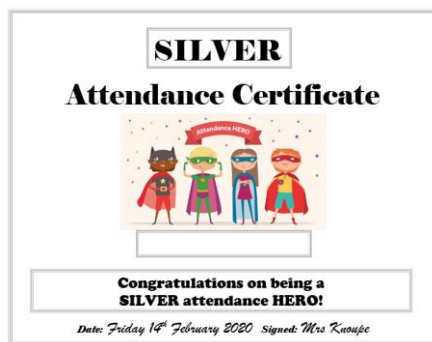 SILVER
Attendance Certificate
Attendance HERO
Congratulations on being a
SILVER attendance HERO!
Date: Friday 14th February 2020 Signed: Mrs Knoupe